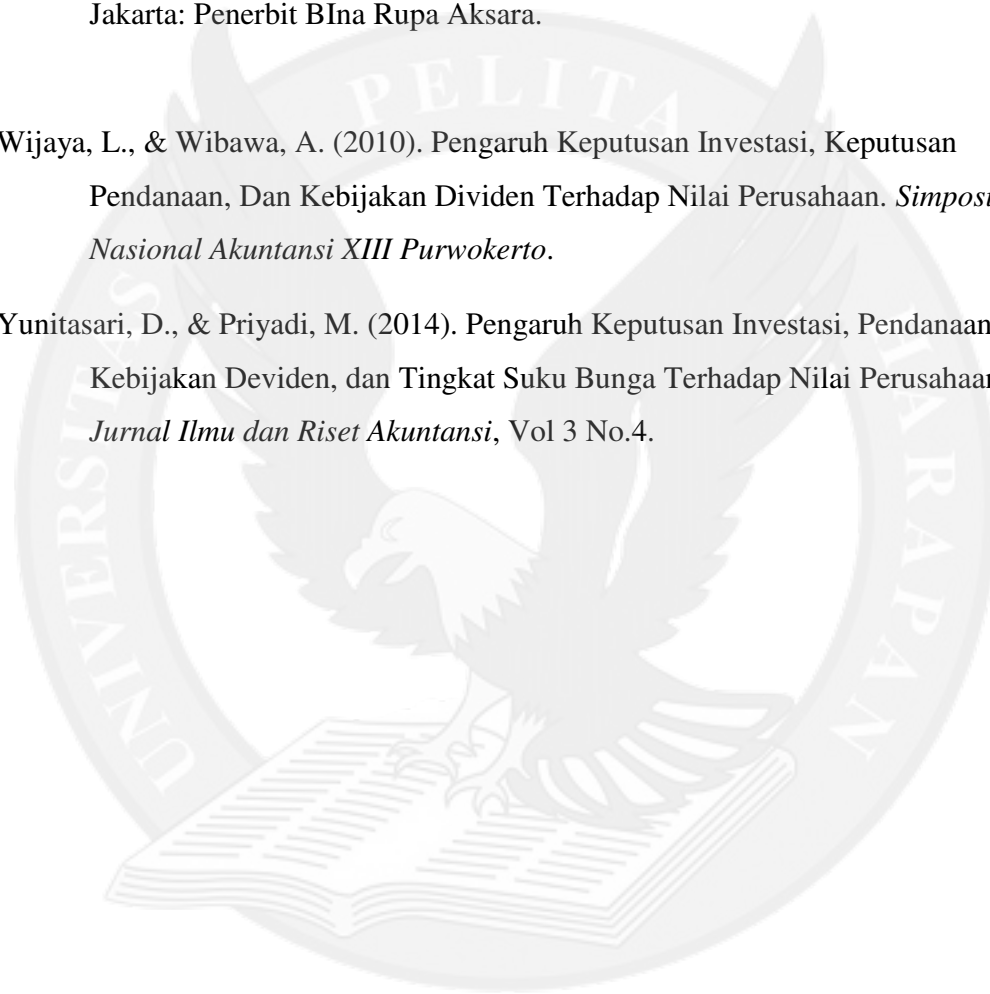 Jakarta: Penerbit BIna Rupa Aksara.
Wijaya, L., & Wibawa, A. (2010). Pengaruh Keputusan Investasi, Keputusan
Pendanaan, Dan Kebijakan Dividen Terhadap Nilai Perusahaan.
Nasional Akuntansi XIII Purwokerto.
Yunitasari, D., & Priyadi, M. (2014). Pengaruh Keputusan Investasi, Pendanaan
Kebijakan Deviden, dan Tingkat Suku Bunga Terhadap Nilai Perusahaan
Jurnal Ilmu dan Riset Akuntansi, Vol 3 No.4.
UNIVERSITAS PELITA HARAPAN